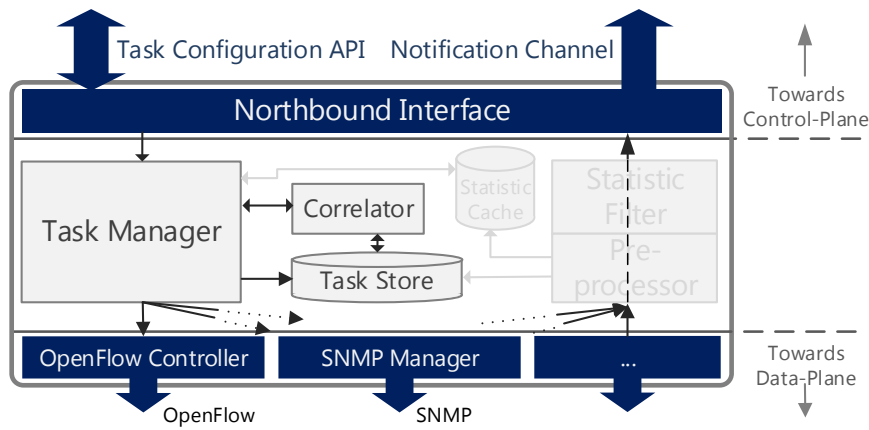 Task Configuration API
Notification Channel
Northbound Interface
Towards
Control-Plane
Task Manager
Correlator
Statistic
Cache
Statistic
Filter
Pre-
processor
Task Store
OpenFlow Controller
SNMP Manager
...
Towards
Data-Plane
OpenFlow
SNMP